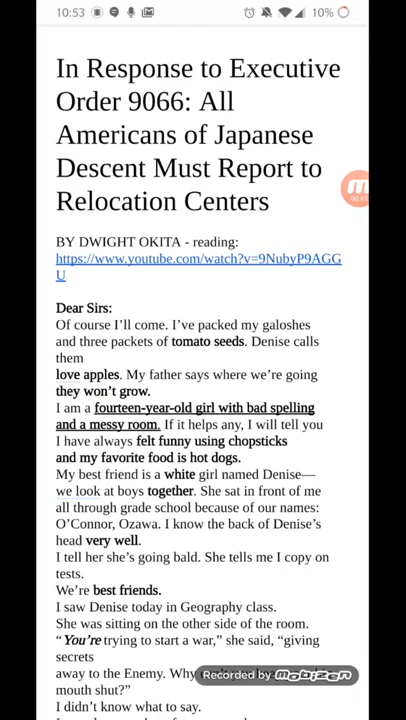 10:53
10%
In Response to Executive
Order 9066: All
Americans of Japanese
Descent Must Report to
Relocation Centers
BY DWIGHT OKITA - reading:
https://www.youtube.com/watch?v=9NubyP9AGG
U
Dear Sirs:
Of course I’ll come. I’ve packed my galoshes
and three packets of tomato seeds. Denise calls
them
love apples. My father says where we’re going
they won’t grow.
I am a fourteen-year-old girl with bad spelling
and a messy room. If it helps any, I will tell you
I have always felt funny using chopsticks
and my favorite food is hot dogs.
My best friend is a white girl named Denise—
we look at boys together. She sat in front of me
all through grade school because of our names:
O’Connor, Ozawa. I know the back of Denise’s
head very well.
I tell her she’s going bald. She tells me I copy on
tests.
We’re best friends.
I saw Denise today in Geography class.
She was sitting on the other side of the room.
“You’re trying to start a war,” she said, “giving
secrets
away to the Enemy. Why
Recorded by mobizen
mouth shut?”
I didn’t know what to say.